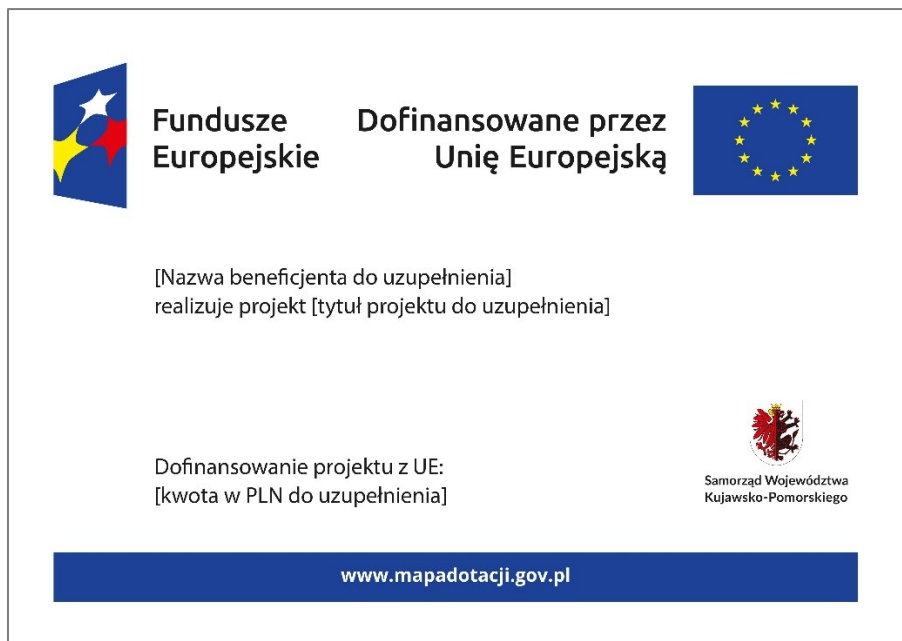 Fundusze
Europejskie
Dofinansowane przez
Unię Europejską
[Nazwa beneficjenta do uzupełnienia]
realizuje projekt [tytuł projektu do uzupełnienia]
Dofinansowanie projektu z UE:
[kwota w PLN do uzupełnienia]
Samorząd Województwa
Kujawsko-Pomorskiego
www.mapadotacji.gov.pl